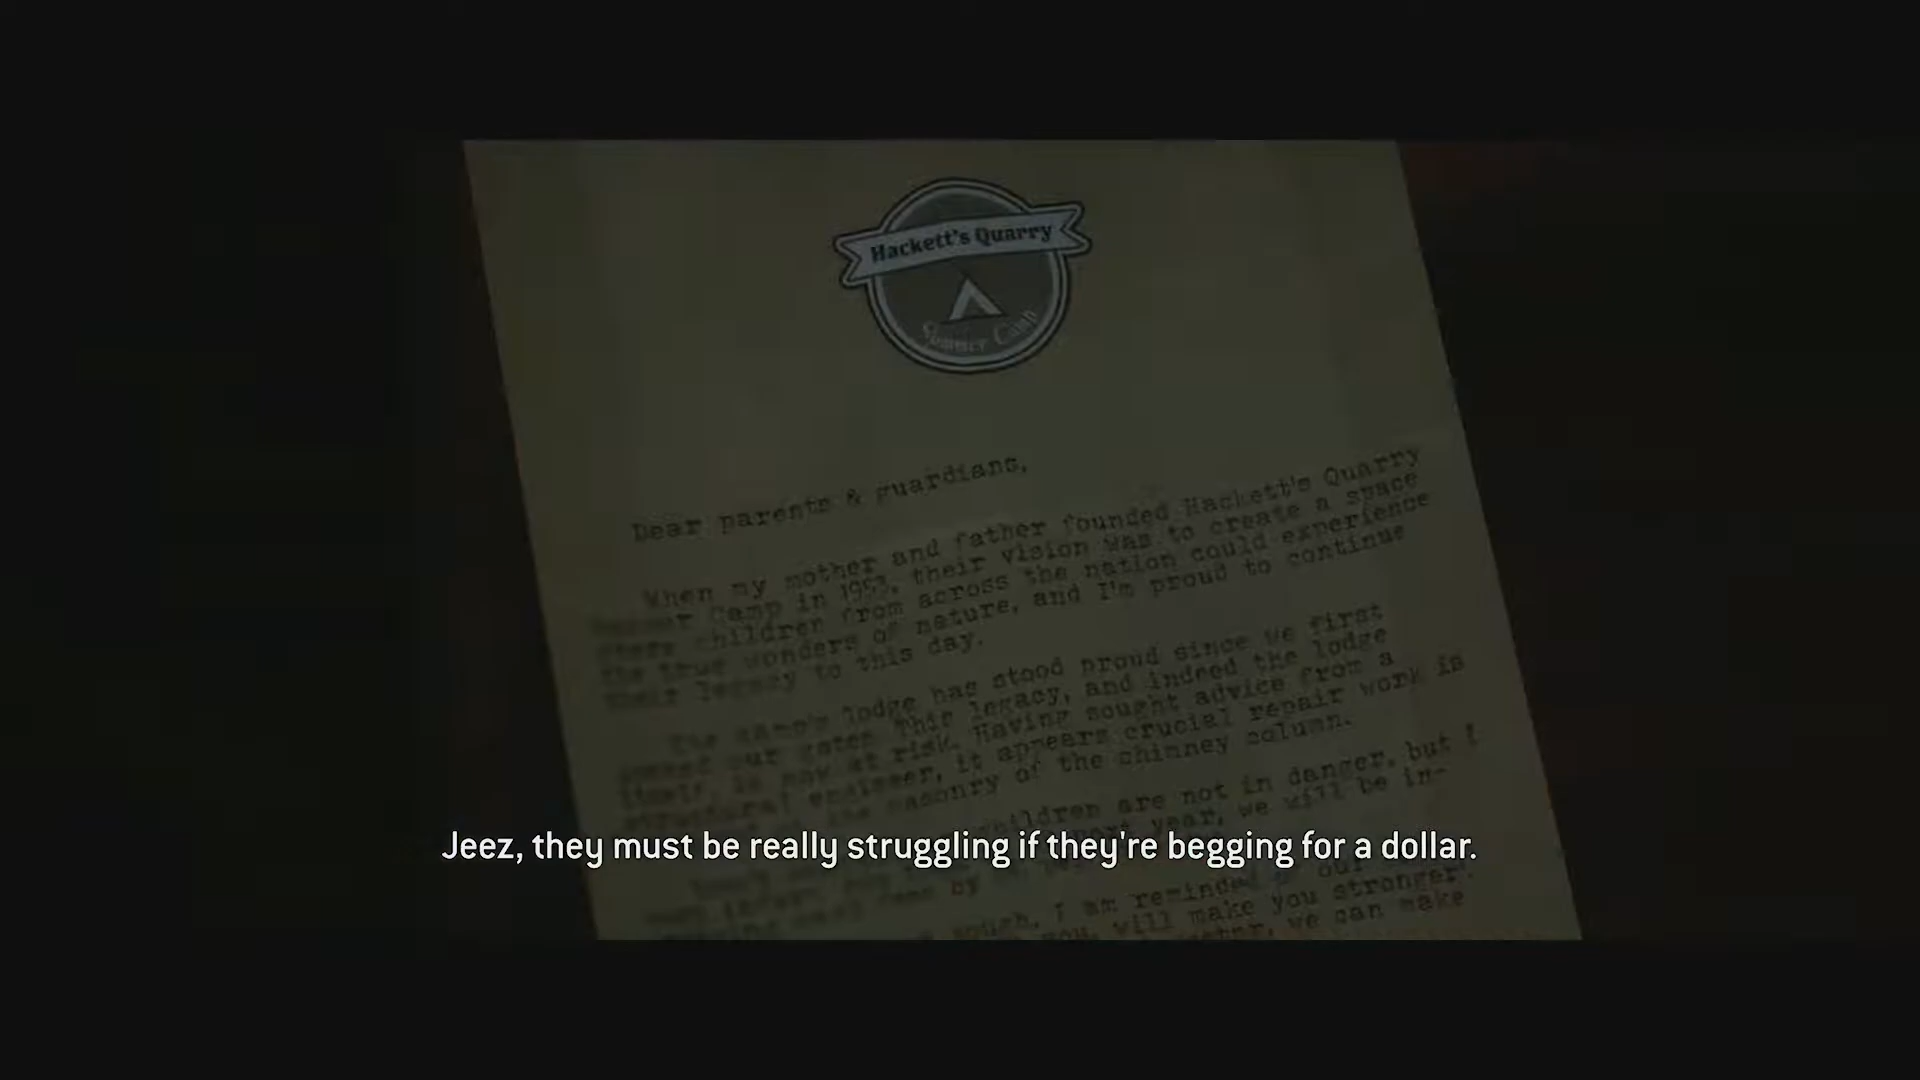 Hackett's Quarry
Summer Camp
Dear parents & guardians,
When my mother and father founded Hackett's Quarry
Summer Camp in 1953, their vision was to create a space
where children from across the nation could experience
the true wonders of nature, and I'm proud to continue
their legacy to this day.
The camp's lodge has stood proud since we first
opened our gates. This legacy, and indeed the lodge
itself, is now at risk. Having sought advice from a
structural engineer, it appears crucial repair work is
masonry of the chimney column.
children are not in danger, but I
year, we will be in-
Jeez, they must be really struggling if they're begging for a dollar.
by
I am reminded
you, will make you stronger.
we can make